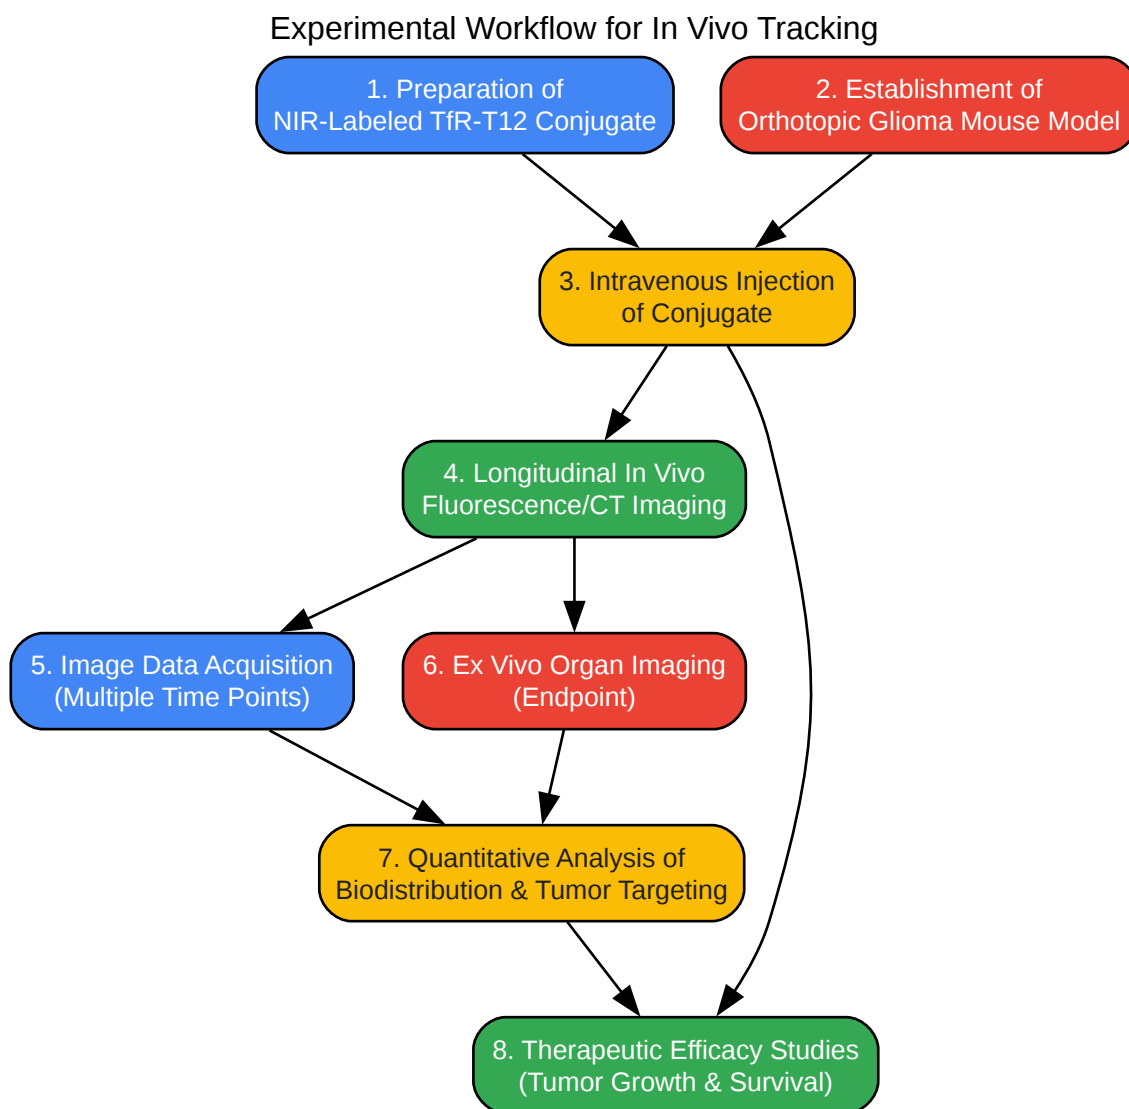 Experimental Workflow for In Vivo Tracking
1. Preparation of
NIR-Labeled TfR-T12 Conjugate
2. Establishment of
Orthotopic Glioma Mouse Model
3. Intravenous Injection
of Conjugate
4. Longitudinal In Vivo
Fluorescence/CT Imaging
5. Image Data Acquisition
(Multiple Time Points)
6. Ex Vivo Organ Imaging
(Endpoint)
7. Quantitative Analysis of
Biodistribution & Tumor Targeting
8. Therapeutic Efficacy Studies
(Tumor Growth & Survival)